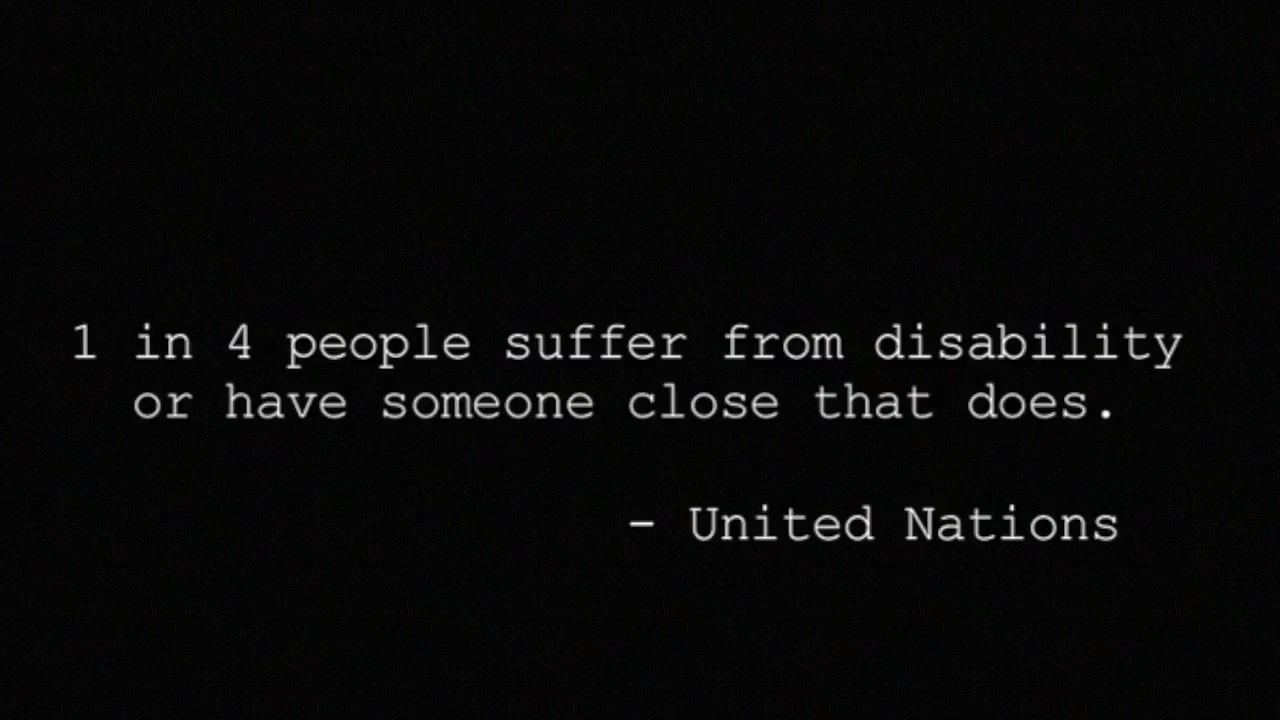 1 in 4 people suffer from disability
or have someone close that does.
- United Nations